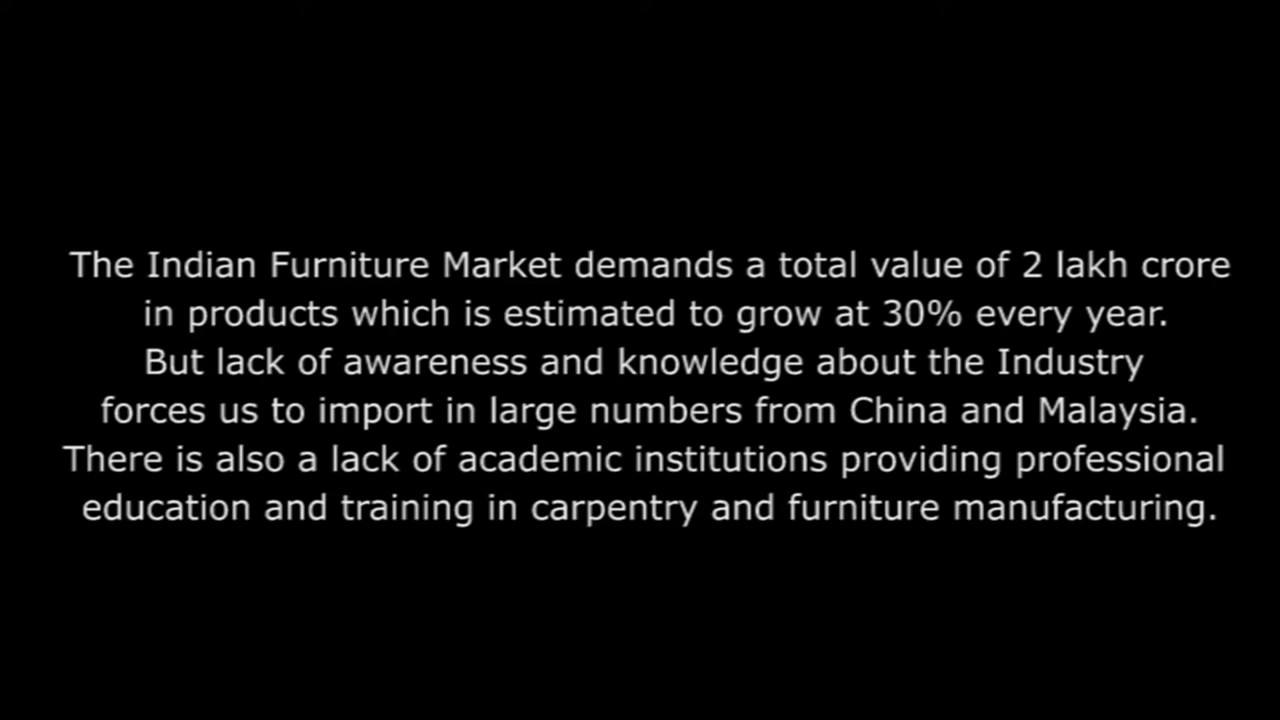 The Indian Furniture Market demands a total value of 2 lakh crore
in products which is estimated to grow at 30% every year.
But lack of awareness and knowledge about the Industry
forces us to import in large numbers from China and Malaysia.
There is also a lack of academic institutions providing professional
education and training in carpentry and furniture manufacturing.